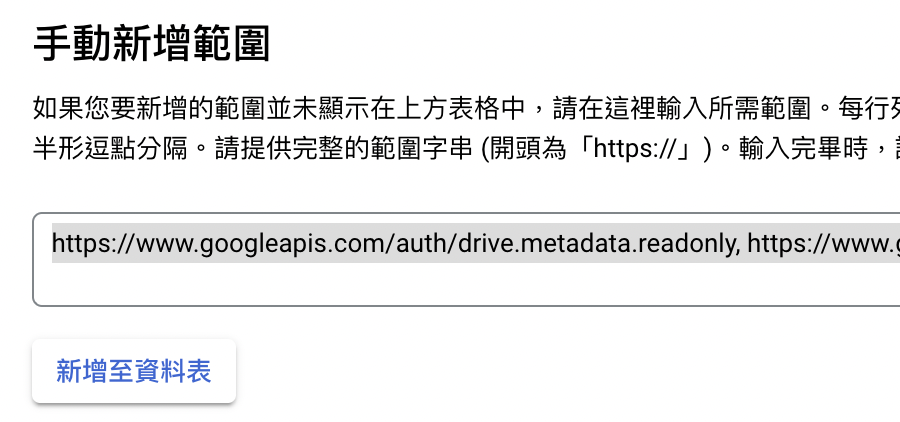 手動新增範圍
如果您要新增的範圍並未顯示在上方表格中，請在這裡輸入所需範圍。每行
半形逗點分隔。請提供完整的範圍字串 (開頭為「https://」)。輸入完畢時，
https://www.googleapis.com/auth/drive.metadata.readonly, https://www.
新增至資料表